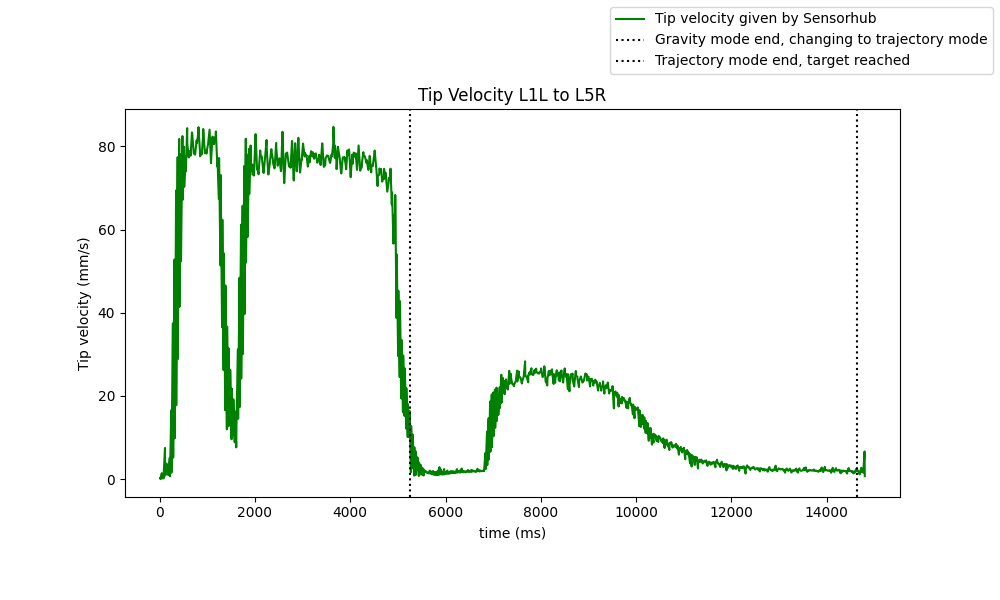 Tip velocity given by Sensorhub
Gravity mode end, changing to trajectory mode
Trajectory mode end, target reached
Tip Velocity L1L to L5R
80
60
40
20
0
Tip velocity (mm/s)
0 2000 4000 6000 8000 10000 12000 14000
time (ms)